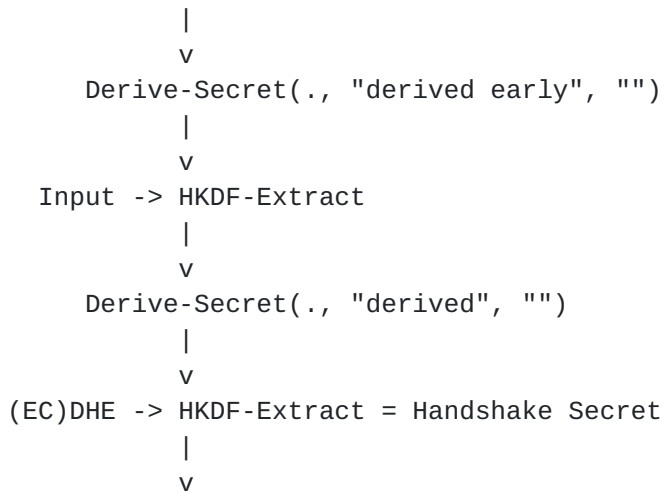 |
v
Derive-Secret(., "derived early", "")
|
v
Input -> HKDF-Extract
|
v
Derive-Secret(., "derived", "")
|
v
(EC)DHE -> HKDF-Extract = Handshake Secret
|
v